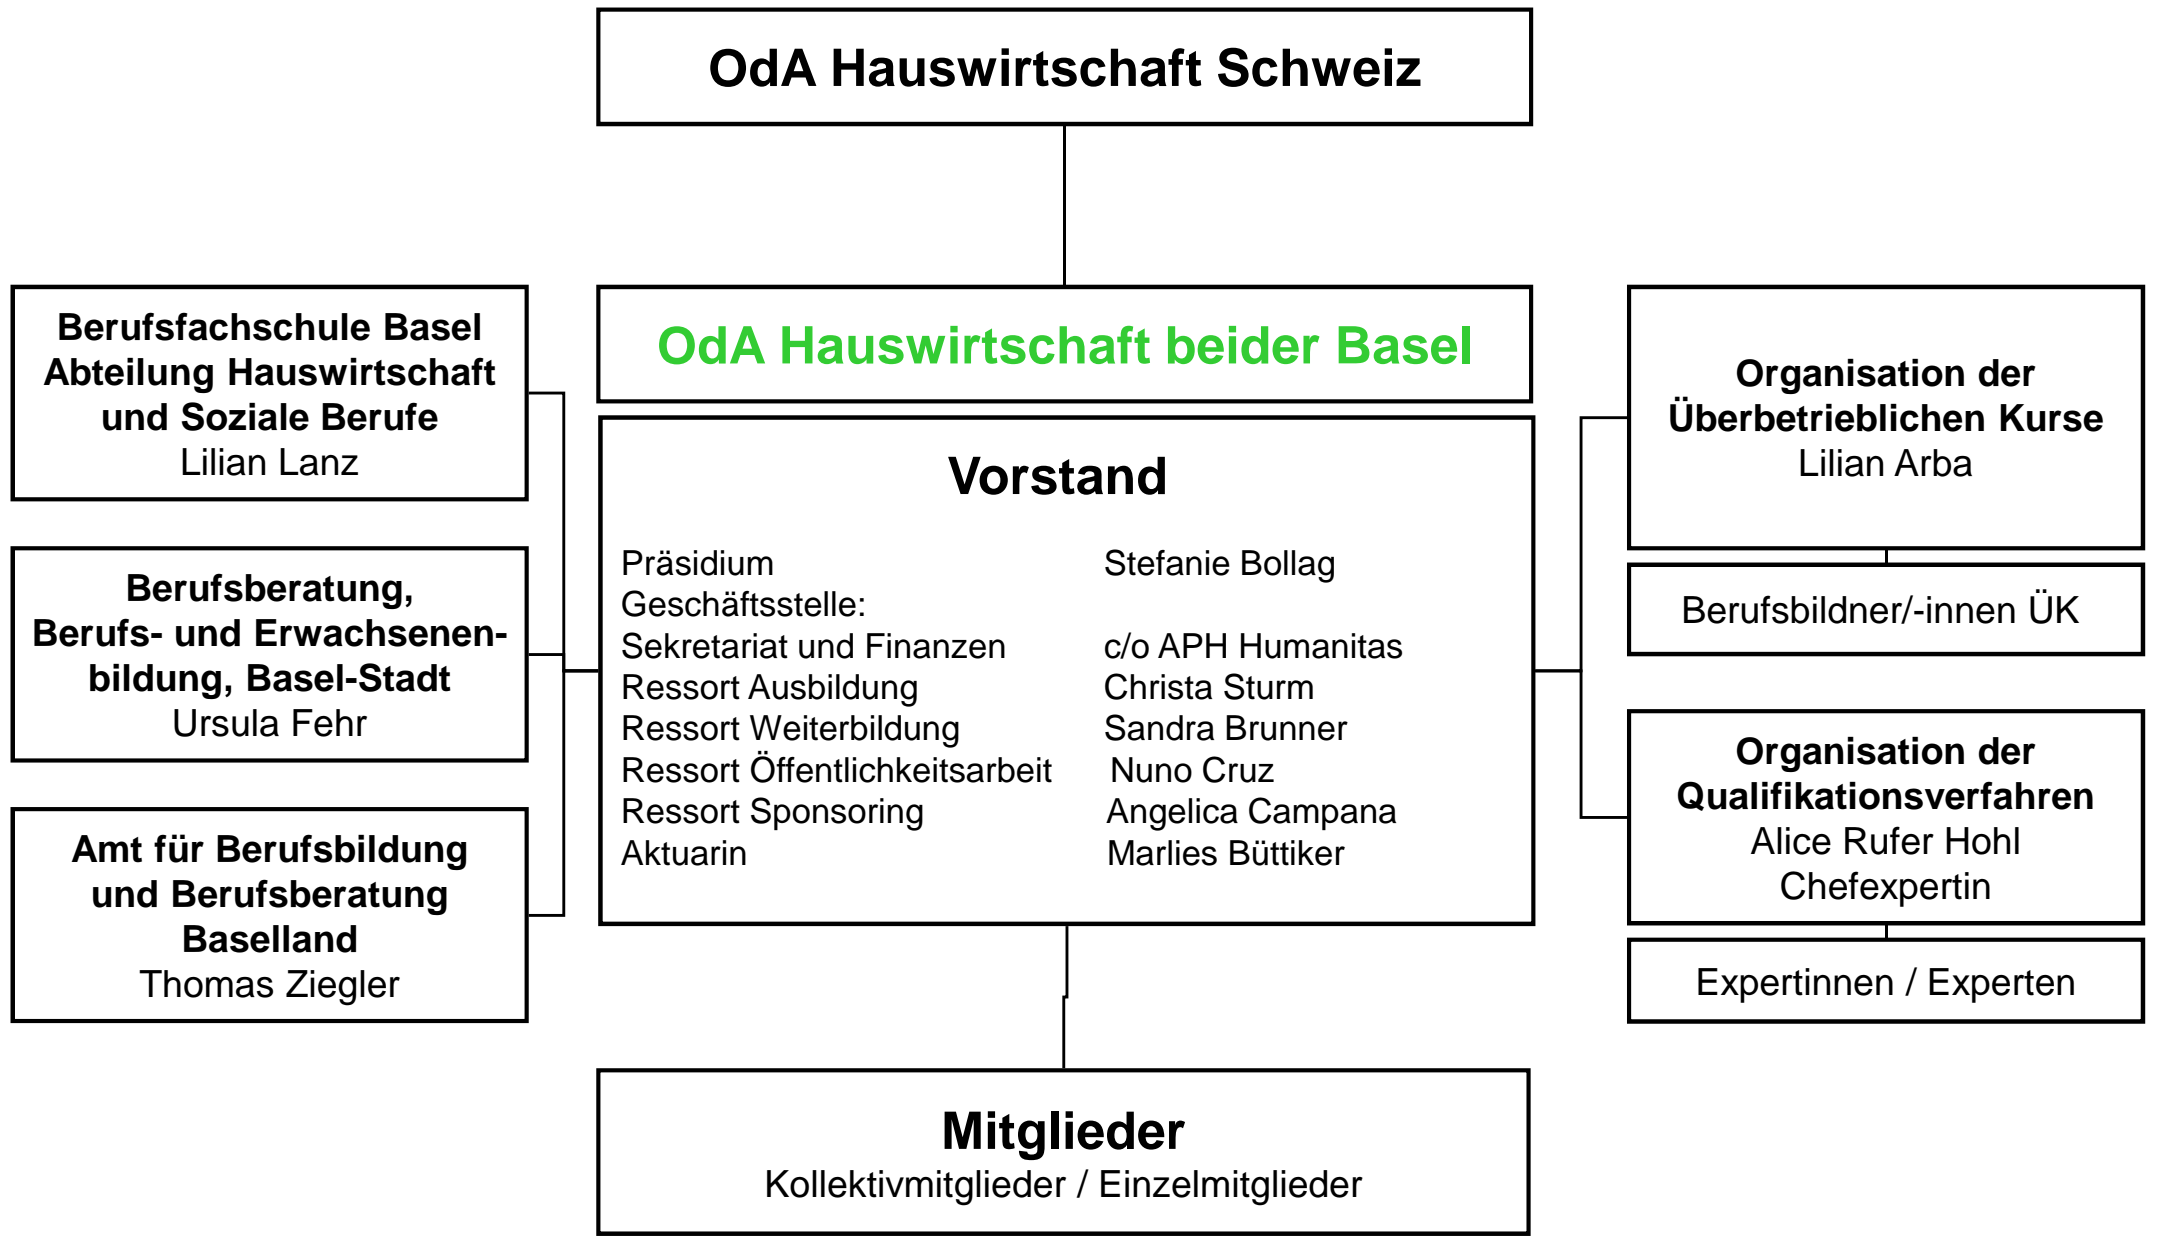 OdA Hauswirtschaft Schweiz
Berufsfachschule Basel
Abteilung Hauswirtschaft
und Soziale Berufe
Lilian Lanz
Berufsberatung,
Berufs- und Erwachsenen-
bildung, Basel-Stadt
Ursula Fehr
Amt für Berufsbildung
und Berufsberatung
Baselland
Thomas Ziegler
OdA Hauswirtschaft beider Basel
Vorstand
Präsidium Stefanie Bollag
Geschäftsstelle:
Sekretariat und Finanzen c/o APH Humanitas
Ressort Ausbildung Christa Sturm
Ressort Weiterbildung Sandra Brunner
Ressort Öffentlichkeitsarbeit Nuno Cruz
Ressort Sponsoring Angelica Campana
Aktuarin Marlies Büttiker
Organisation der
Überbetrieblichen Kurse
Lilian Arba
Berufsbildner/-innen ÜK
Organisation der
Qualifikationsverfahren
Alice Rufer Hohl
Chefexpertin
Expertinnen / Experten
Mitglieder
Kollektivmitglieder / Einzelmitglieder